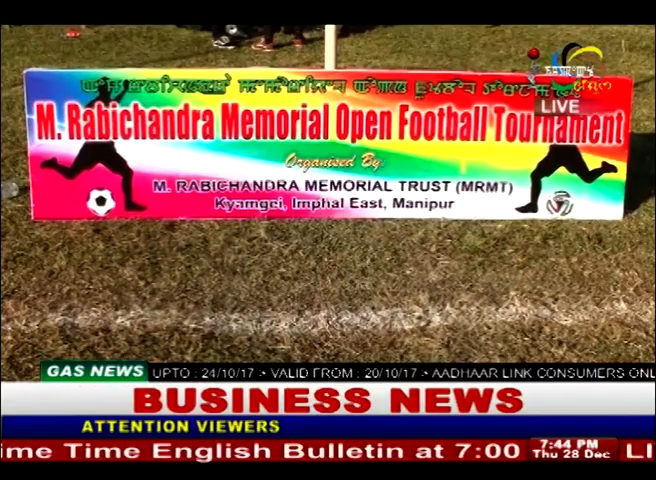 LIVE
M. Rabichandra Memorial Open Football Tournament
Organised By:
M. RABICHANDRA MEMORIAL TRUST (MRMT)
Kyamgei, Imphal East, Manipur
GAS NEWS UPTO : 24/10/17 > VALID FROM : 20/10/17 > AADHAAR LINK CONSUMERS ONL
BUSINESS NEWS
ATTENTION VIEWERS
ime Time English Bulletin at 7:00 7:44 PM Thu 28 Dec LI